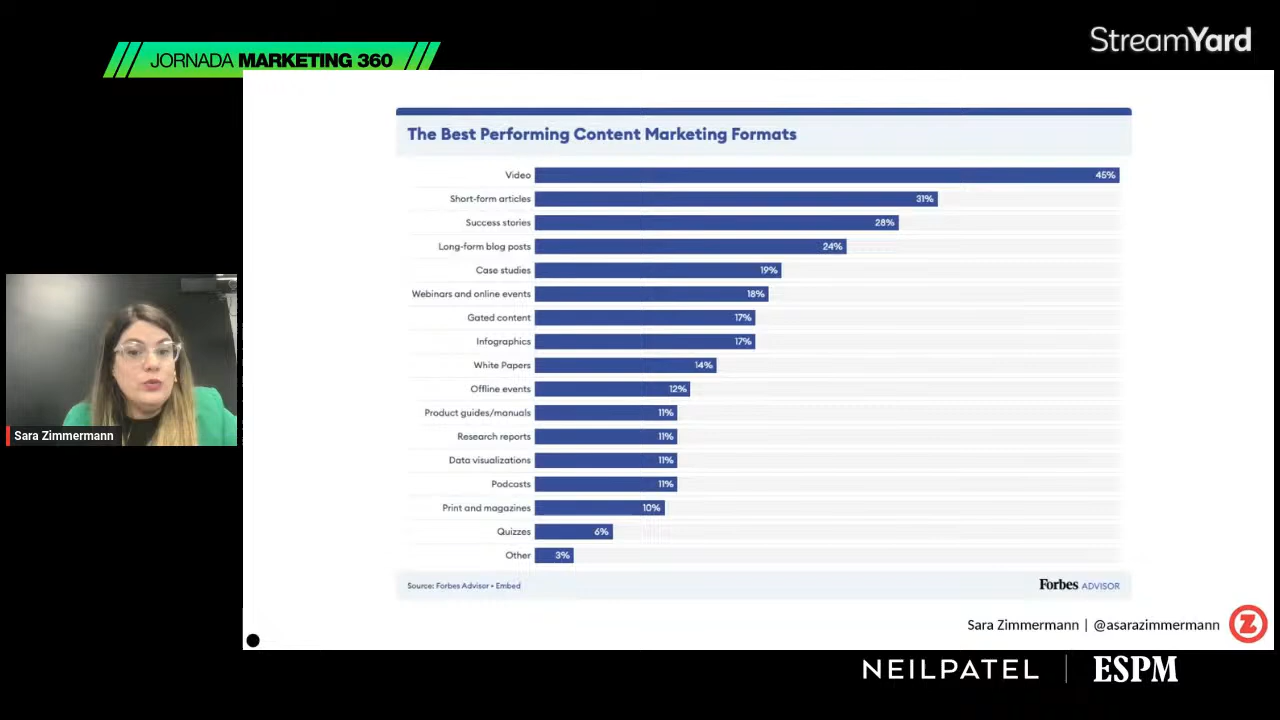 StreamYard
JORNADA MARKETING 360
The Best Performing Content Marketing Formats
Video 45%
Short-form articles 31%
Success stories 28%
Long-form blog posts 24%
Case studies 19%
Webinars and online events 18%
Gated content 17%
Infographics 17%
White Papers 14%
Offline events 12%
Product guides/manuals 11%
Research reports 11%
Data visualizations 11%
Podcasts 11%
Print and magazines 10%
Quizzes 6%
Other 3%
Source: Forbes Advisor • Embed
Forbes ADVISOR
Sara Zimmermann
Sara Zimmermann | @asarazimmermann
Z
NEILPATEL | ESPM